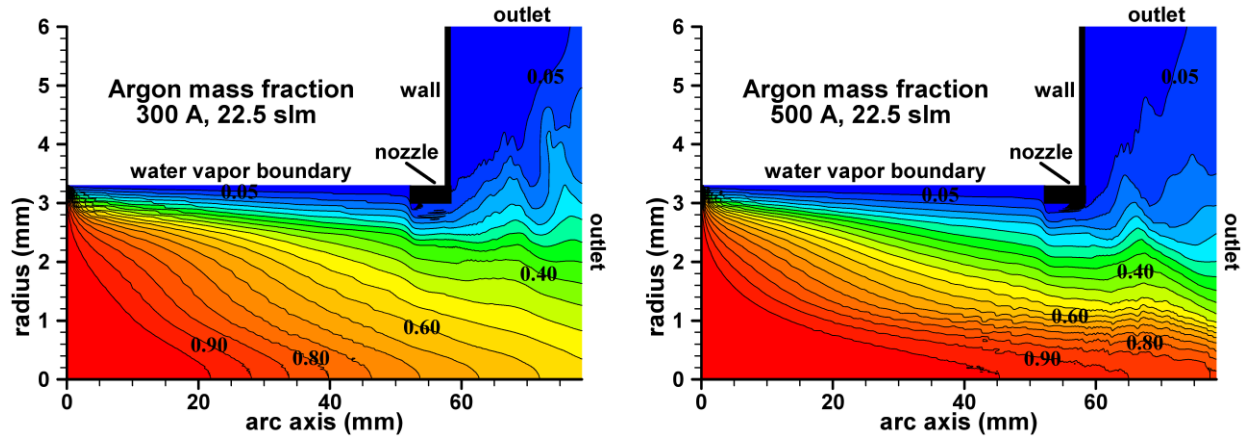 outlet
6
5
4
3
2
1
0
Argon mass fraction
300 A, 22.5 slm
wall
0.05
nozzle
water vapor boundary
0.05
0.40
0.60
0.80
0.90
radius (mm)
outlet
0
20
40
60
arc axis (mm)
outlet
6
5
4
3
2
1
0
Argon mass fraction
500 A, 22.5 slm
wall
0.05
nozzle
water vapor boundary
0.05
0.40
0.60
0.80
0.90
radius (mm)
outlet
0
20
40
60
arc axis (mm)